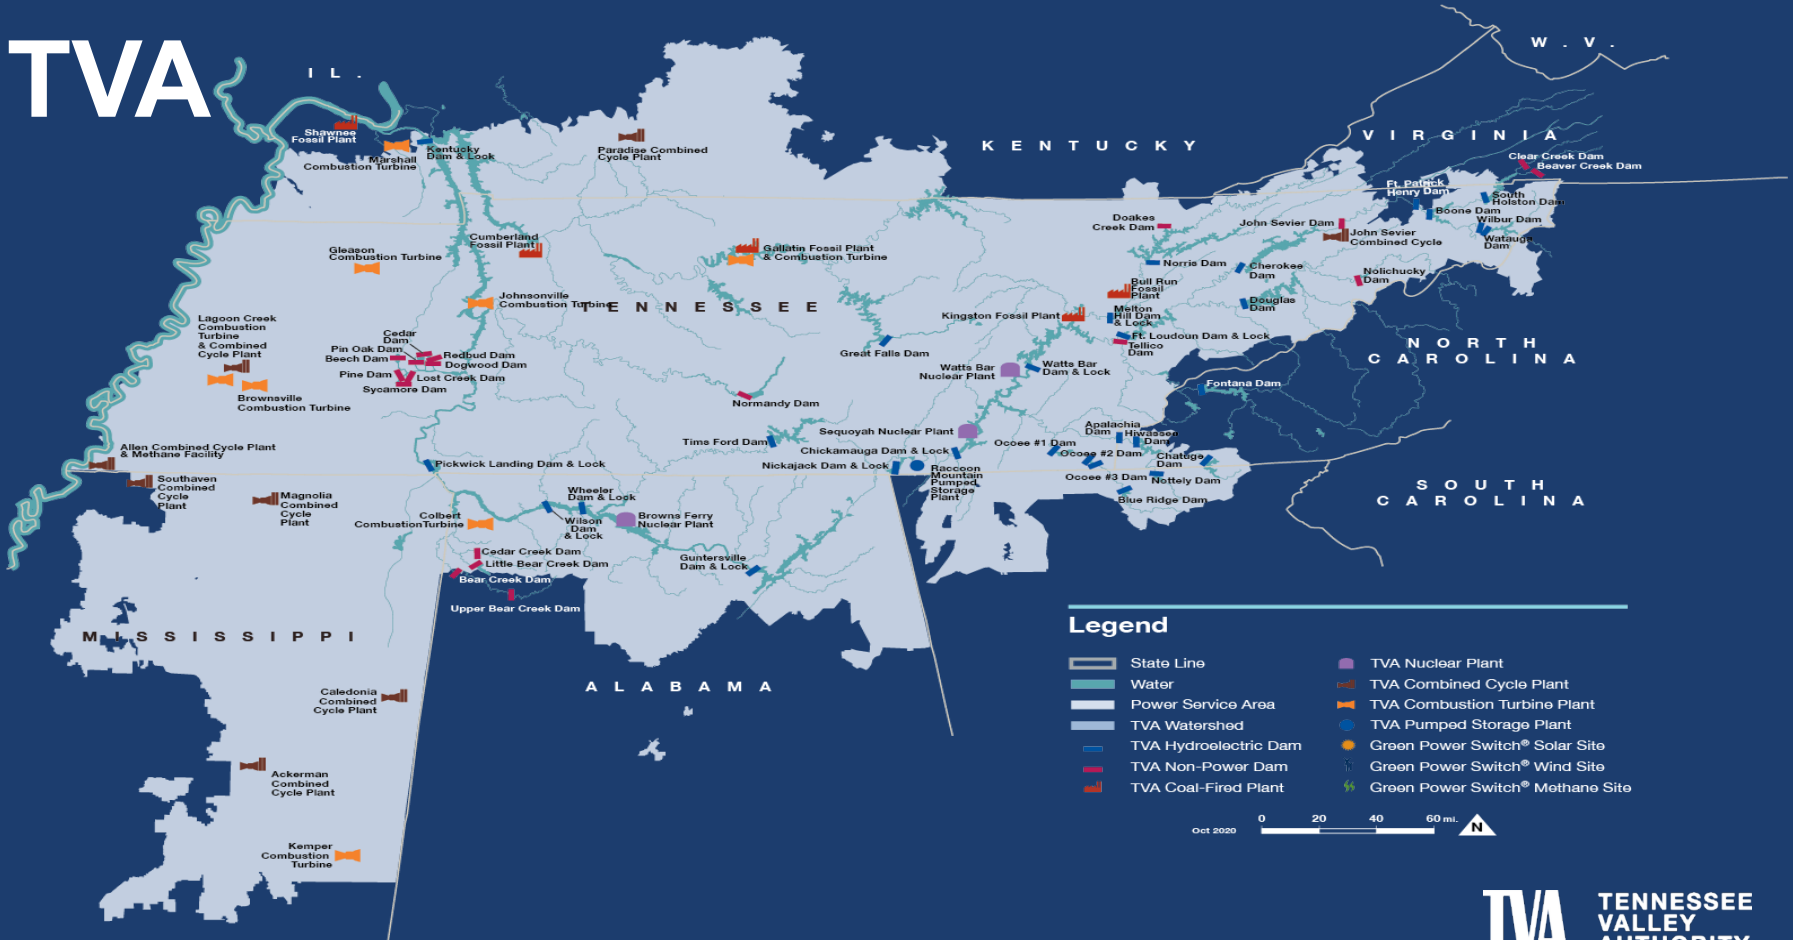 TVA
I L .
W . V .
K E N T U C K Y
V I R G I N I A
T E N N E S S E E
N O R T H
C A R O L I N A
S O U T H
C A R O L I N A
M I S S I S S I P P I
A L A B A M A
Shawnee
Fossil Plant
Marshall
Combustion Turbine
Kentucky
Dam & Lock
Paradise Combined
Cycle Plant
Clear Creek Dam
Beaver Creek Dam
Ft. Patrick
Henry Dam
South
Holston Dam
Boone Dam
Wilbur Dam
Watauga
Dam
Doakes
Creek Dam
John Sevier Dam
John Sevier
Combined Cycle
Cumberland
Fossil Plant
Gleason
Combustion Turbine
Gallatin Fossil Plant
& Combustion Turbine
Norris Dam
Cherokee
Dam
Nolichucky
Dam
Bull Run
Fossil
Plant
Douglas
Dam
Johnsonville
Combustion Turbine
Kingston Fossil Plant
Melton
Hill Dam
& Lock
Ft. Loudoun Dam & Lock
Tellico
Dam
Lagoon Creek
Combustion
Turbine
& Combined
Cycle Plant
Cedar
Dam
Pin Oak Dam
Beech Dam
Redbud Dam
Dogwood Dam
Pine Dam
Lost Creek Dam
Sycamore Dam
Great Falls Dam
Watts Bar
Nuclear Plant
Watts Bar
Dam & Lock
Fontana Dam
Brownsville
Combustion Turbine
Normandy Dam
Allen Combined Cycle Plant
& Methane Facility
Tims Ford Dam
Sequoyah Nuclear Plant
Chickamauga Dam & Lock
Nickajack Dam & Lock
Raccoon
Mountain
Pumped
Storage
Plant
Ocoee #1 Dam
Ocoee #2 Dam
Ocoee #3 Dam
Apalachia
Dam
Hiwassee
Dam
Chatuge
Dam
Nottely Dam
Blue Ridge Dam
Pickwick Landing Dam & Lock
Southaven
Combined
Cycle
Plant
Magnolia
Combined
Cycle
Plant
Colbert
CombustionTurbine
Wheeler
Dam & Lock
Wilson
Dam
& Lock
Browns Ferry
Nuclear Plant
Guntersville
Dam & Lock
Cedar Creek Dam
Little Bear Creek Dam
Bear Creek Dam
Upper Bear Creek Dam
Caledonia
Combined
Cycle Plant
Ackerman
Combined
Cycle Plant
Kemper
Combustion
Turbine
Legend
State Line
Water
Power Service Area
TVA Watershed
TVA Hydroelectric Dam
TVA Non-Power Dam
TVA Coal-Fired Plant
TVA Nuclear Plant
TVA Combined Cycle Plant
TVA Combustion Turbine Plant
TVA Pumped Storage Plant
Green Power Switch® Solar Site
Green Power Switch® Wind Site
Green Power Switch® Methane Site
Oct 2020
0 20 40 60 mi.
N
TVA
TENNESSEE
VALLEY
AUTHORITY